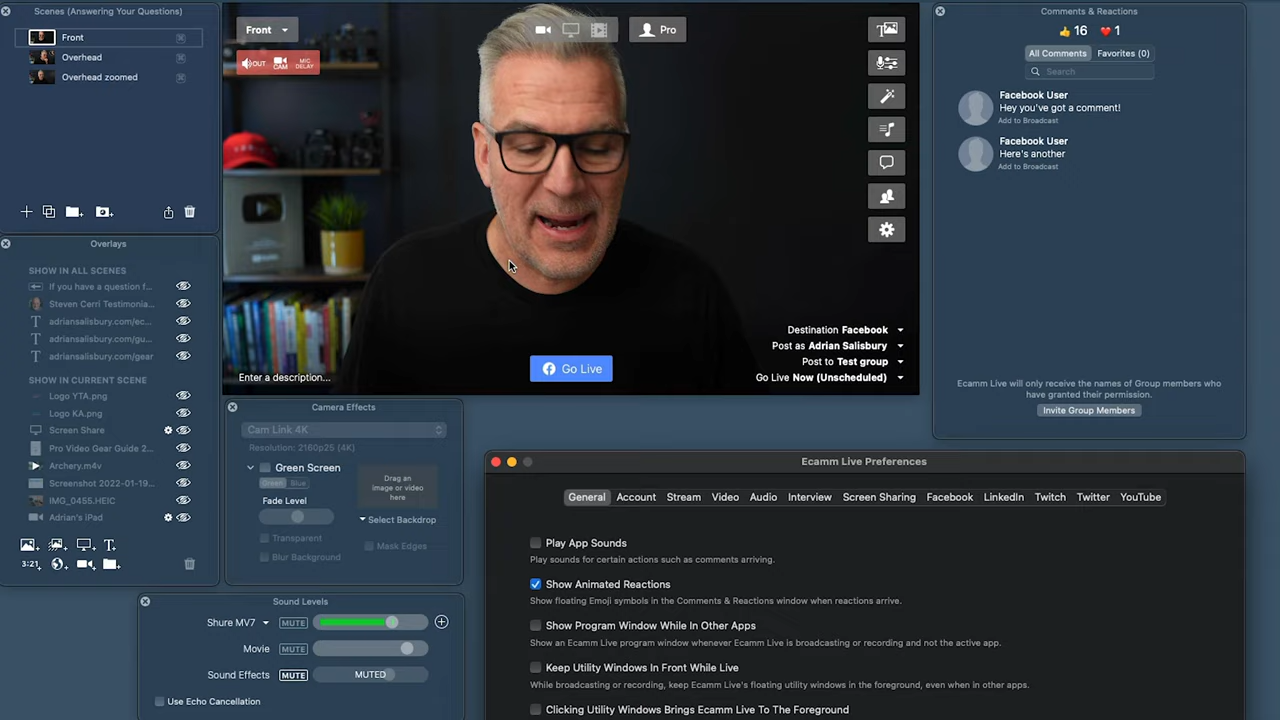 Scenes (Answering Your Questions)
Front
Overhead
Overhead zoomed
Overlays
SHOW IN ALL SCENES
If you have a question f...
Steven Cerri Testimonia...
adriansalisbury.com/ec...
adriansalisbury.com/gu...
adriansalisbury.com/gear
SHOW IN CURRENT SCENE
Logo YTA.png
Logo KA.png
Screen Share
Pro Video Gear Guide 2...
Archery.m4v
Screenshot 2022-01-19...
IMG_0455.HEIC
Adrian's iPad
3:21
Front
Pro
OUT
CAM
MIC DELAY
Destination Facebook
Post as Adrian Salisbury
Post to Test group
Go Live Now (Unscheduled)
Go Live
Enter a description...
Comments & Reactions
16
1
All Comments
Favorites (0)
Search
Facebook User
Hey you've got a comment!
Add to Broadcast
Facebook User
Here's another
Add to Broadcast
Ecamm Live will only receive the names of Group members who
have granted their permission.
Invite Group Members
Camera Effects
Cam Link 4K
Resolution: 2160p25 (4K)
Green Screen
Green Blue
Fade Level
Transparent
Blur Background
Drag an
image or video
here
Select Backdrop
Mask Edges
Sound Levels
Shure MV7 MUTE
Movie MUTE
Sound Effects MUTE MUTED
Use Echo Cancellation
Ecamm Live Preferences
General Account Stream Video Audio Interview Screen Sharing Facebook LinkedIn Twitch Twitter YouTube
Play App Sounds
Play sounds for certain actions such as comments arriving.
Show Animated Reactions
Show floating Emoji symbols in the Comments & Reactions window when reactions arrive.
Show Program Window While In Other Apps
Show an Ecamm Live program window whenever Ecamm Live is broadcasting or recording and not the active app.
Keep Utility Windows In Front While Live
While broadcasting or recording, keep Ecamm Live's floating utility windows in the foreground, even when in other apps.
Clicking Utility Windows Brings Ecamm Live To The Foreground